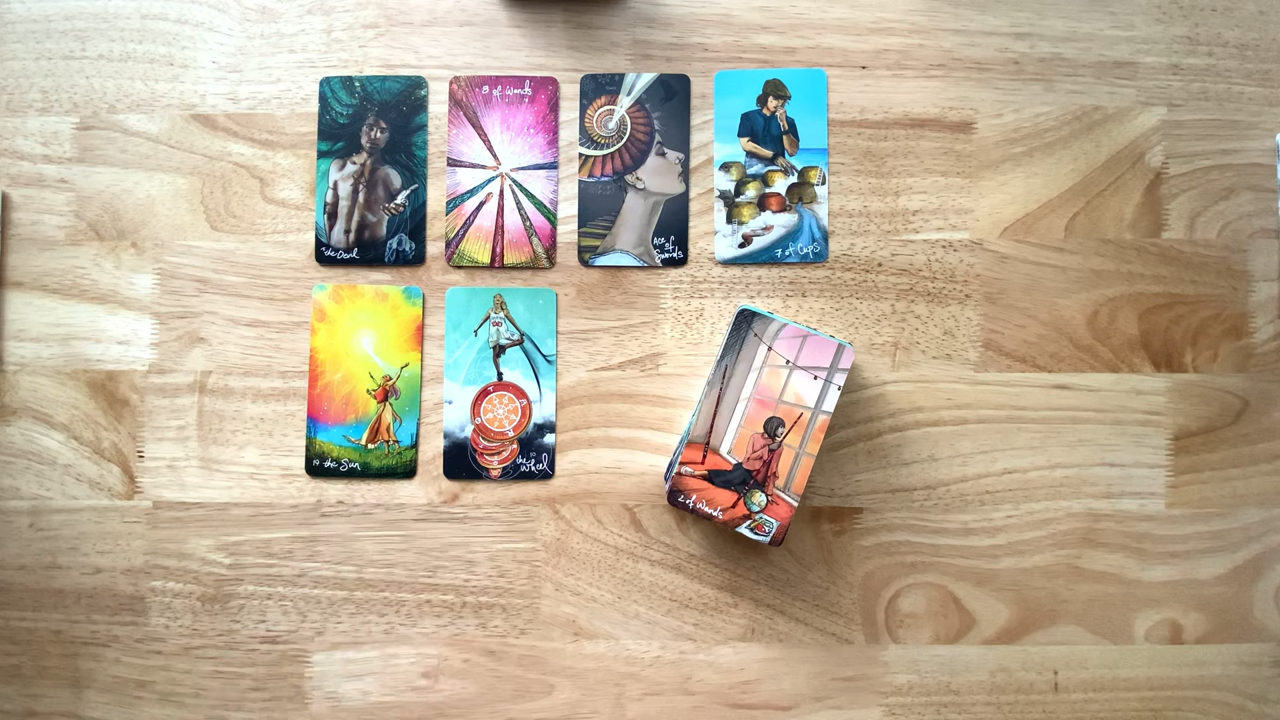 the Devil
8 of Wands
Ace
of
Swords
7 of Cups
19 the Sun
10
the
Wheel
2 of Wands